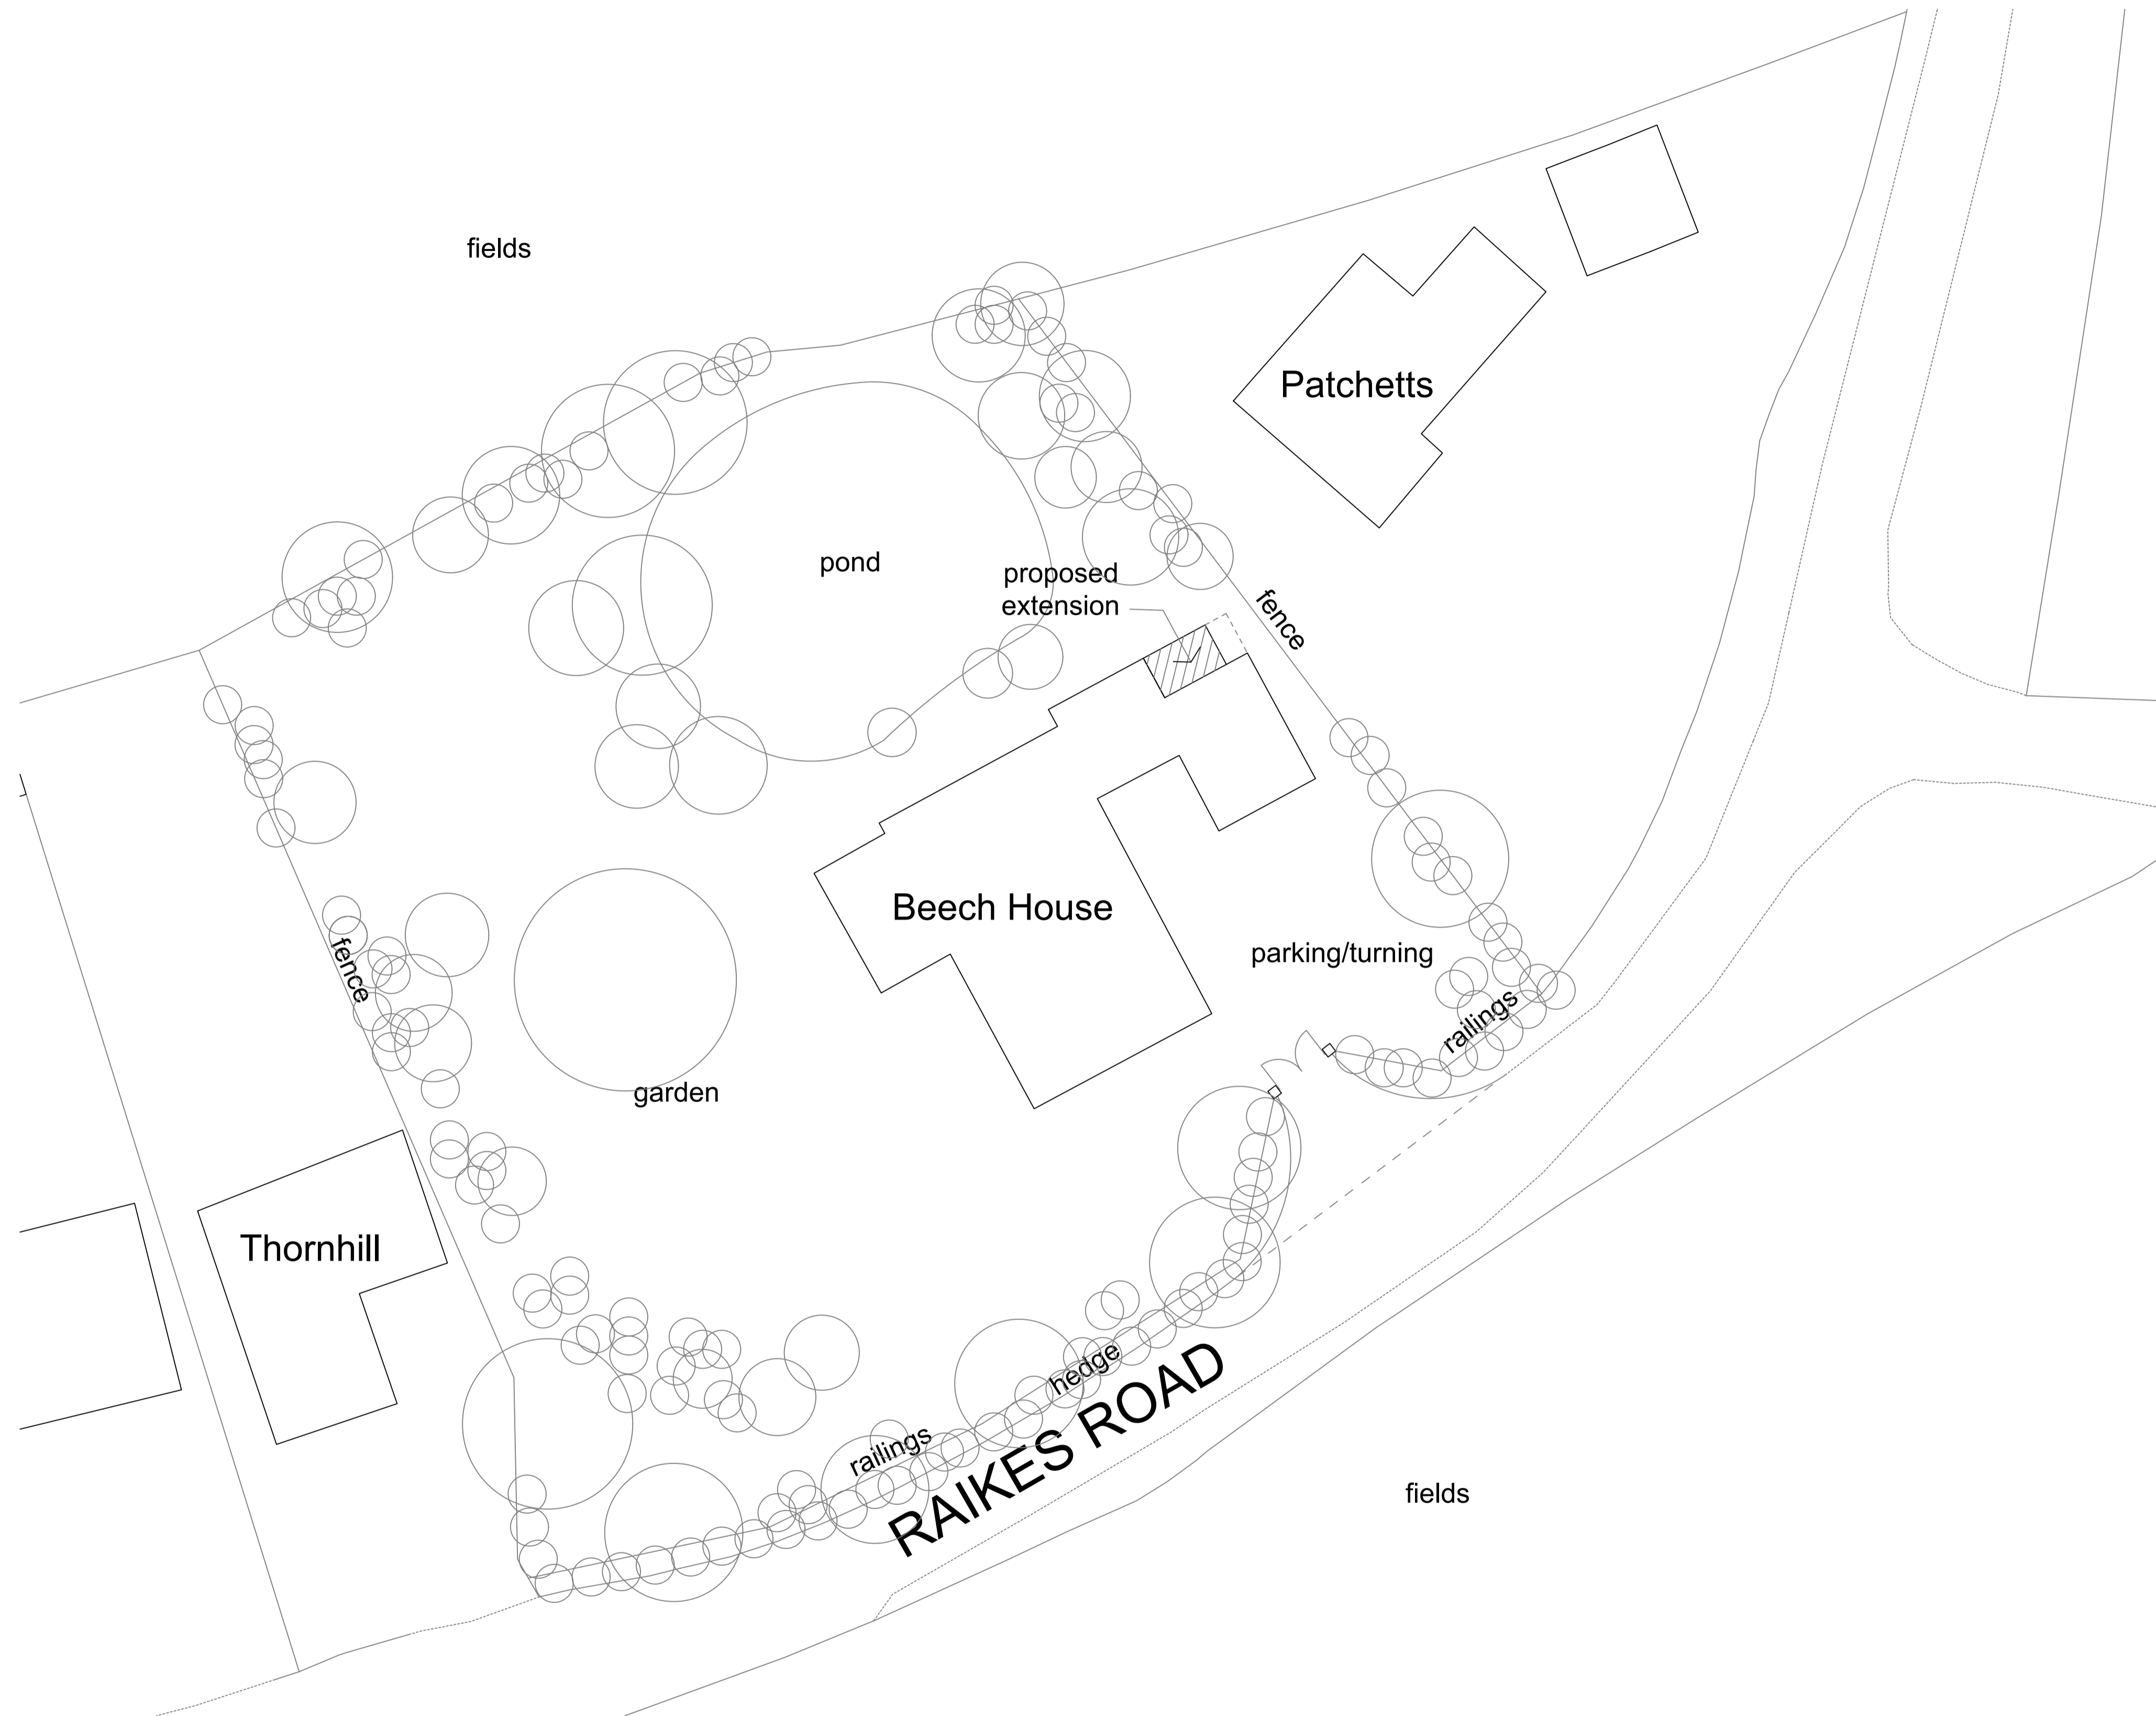 fields
Patchetts
pond
proposed
extension
fence
Beech House
parking/turning
fence
railings
garden
Thornhill
hedge
railings
RAIKES ROAD
fields